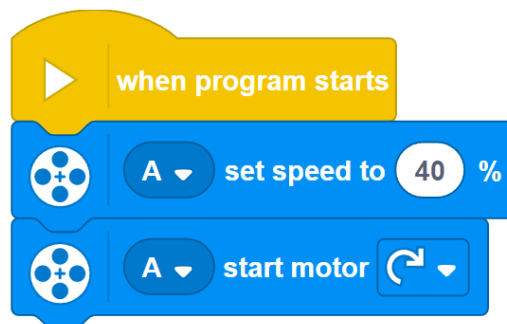 when program starts
A set speed to 40 %
A start motor